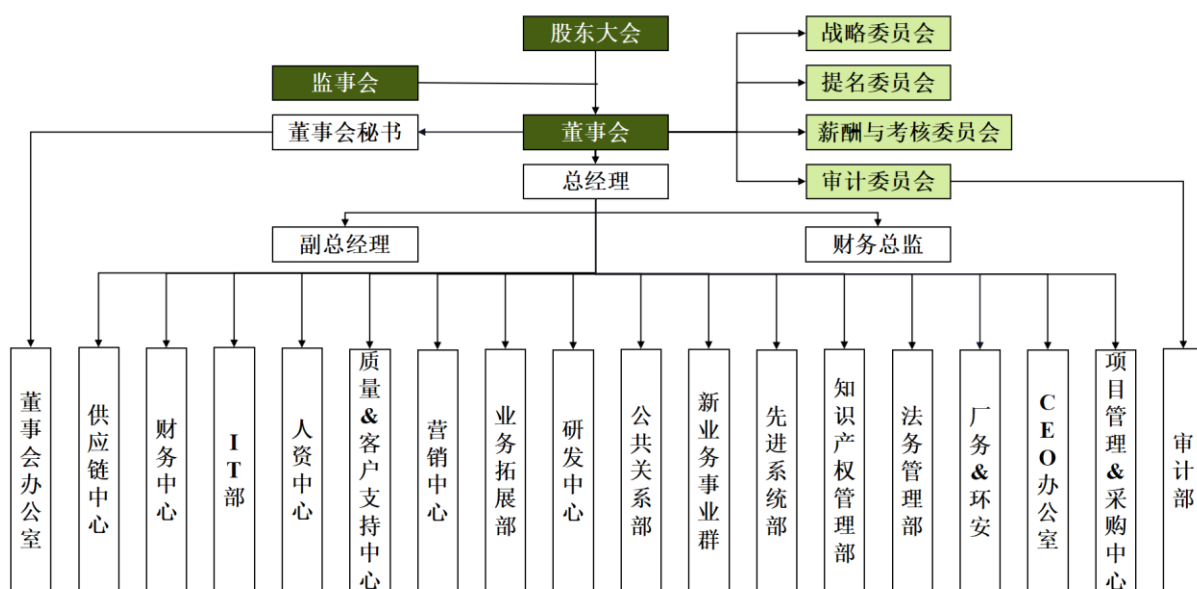 股东大会
战略委员会
监事会
提名委员会
董事会秘书
董事会
薪酬与考核委员会
总经理
审计委员会
副总经理
财务总监
董事会办公室
供应链中心
财务中心
IT部
人资中心
质量&客户支持中心
营销中心
业务拓展部
研发中心
公共关系部
新业务事业群
先进系统部
知识产权管理部
法务管理部
厂务&环安
CEO办公室
项目管理&采购中心
审计部